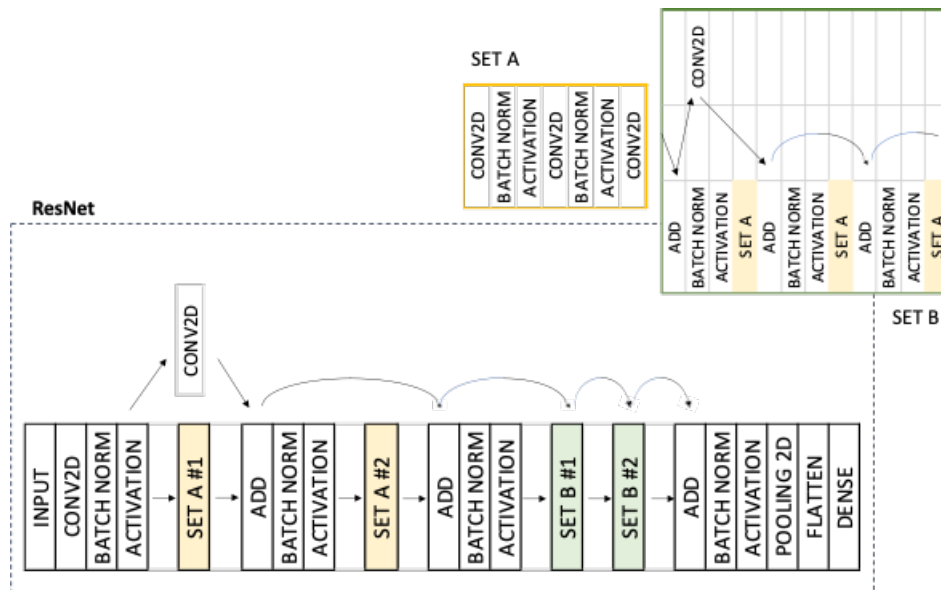 SET A
CONV2D
BATCH NORM
ACTIVATION
CONV2D
BATCH NORM
ACTIVATION
CONV2D
CONV2D
ADD
BATCH NORM
ACTIVATION
SET A
ADD
BATCH NORM
ACTIVATION
SET A
ADD
BATCH NORM
ACTIVATION
SET A
SET B
ResNet
CONV2D
INPUT
CONV2D
BATCH NORM
ACTIVATION
SET A #1
ADD
BATCH NORM
ACTIVATION
SET A #2
ADD
BATCH NORM
ACTIVATION
SET B #1
SET B #2
ADD
BATCH NORM
ACTIVATION
POOLING 2D
FLATTEN
DENSE